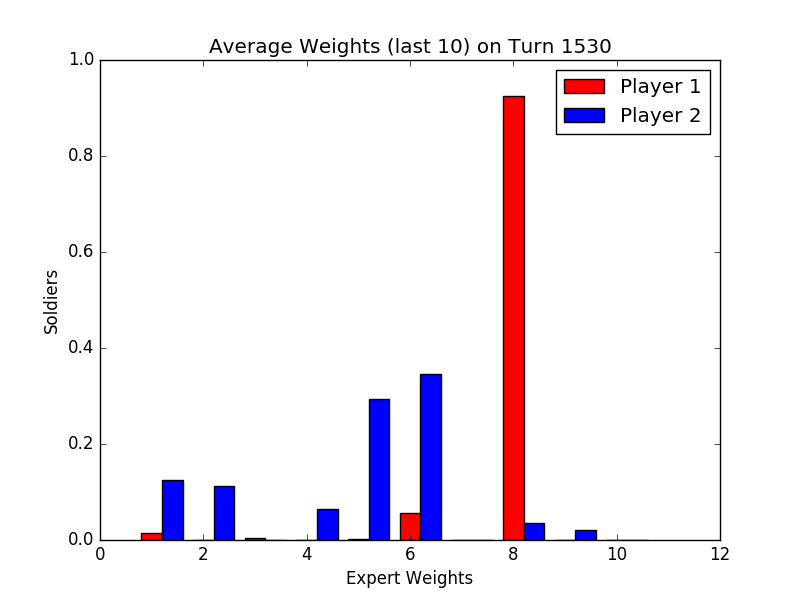 Average Weights (last 10) on Turn 1530
1.0
0.8
0.6
0.4
0.2
0.0
Soldiers
Player 1
Player 2
0 2 4 6 8 10 12
Expert Weights